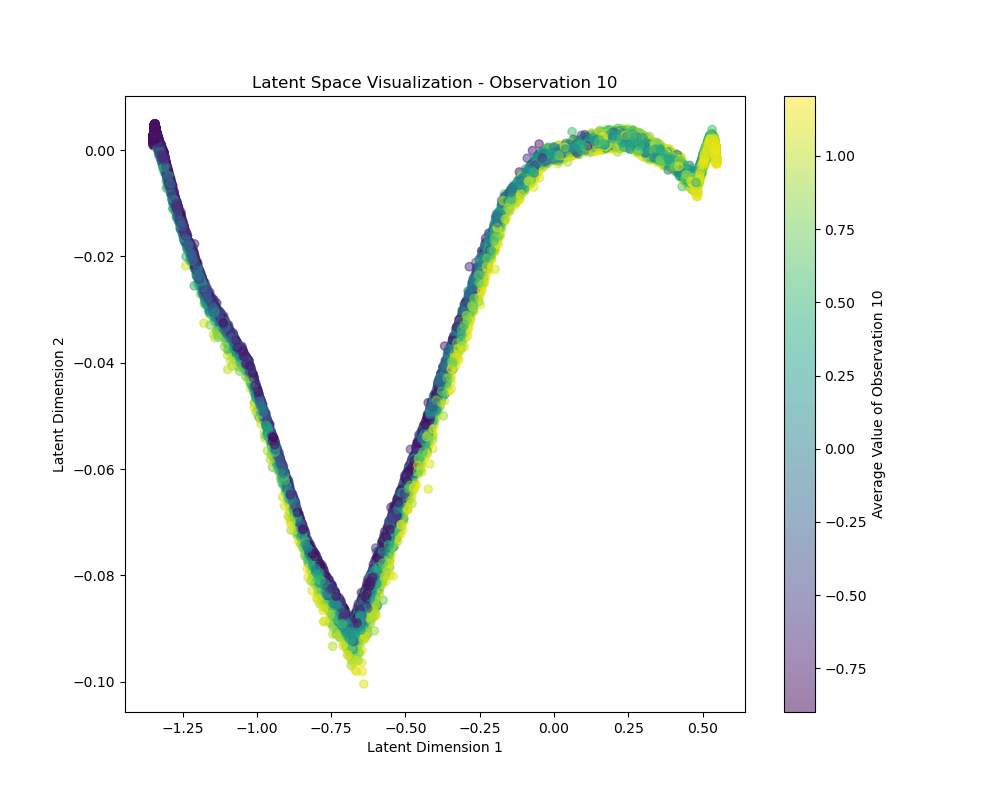 Latent Space Visualization - Observation 10
0.00
−0.02
−0.04
−0.06
−0.08
−0.10
Latent Dimension 2
−1.25 −1.00 −0.75 −0.50 −0.25 0.00 0.25 0.50
Latent Dimension 1
1.00
0.75
0.50
0.25
0.00
−0.25
−0.50
−0.75
Average Value of Observation 10